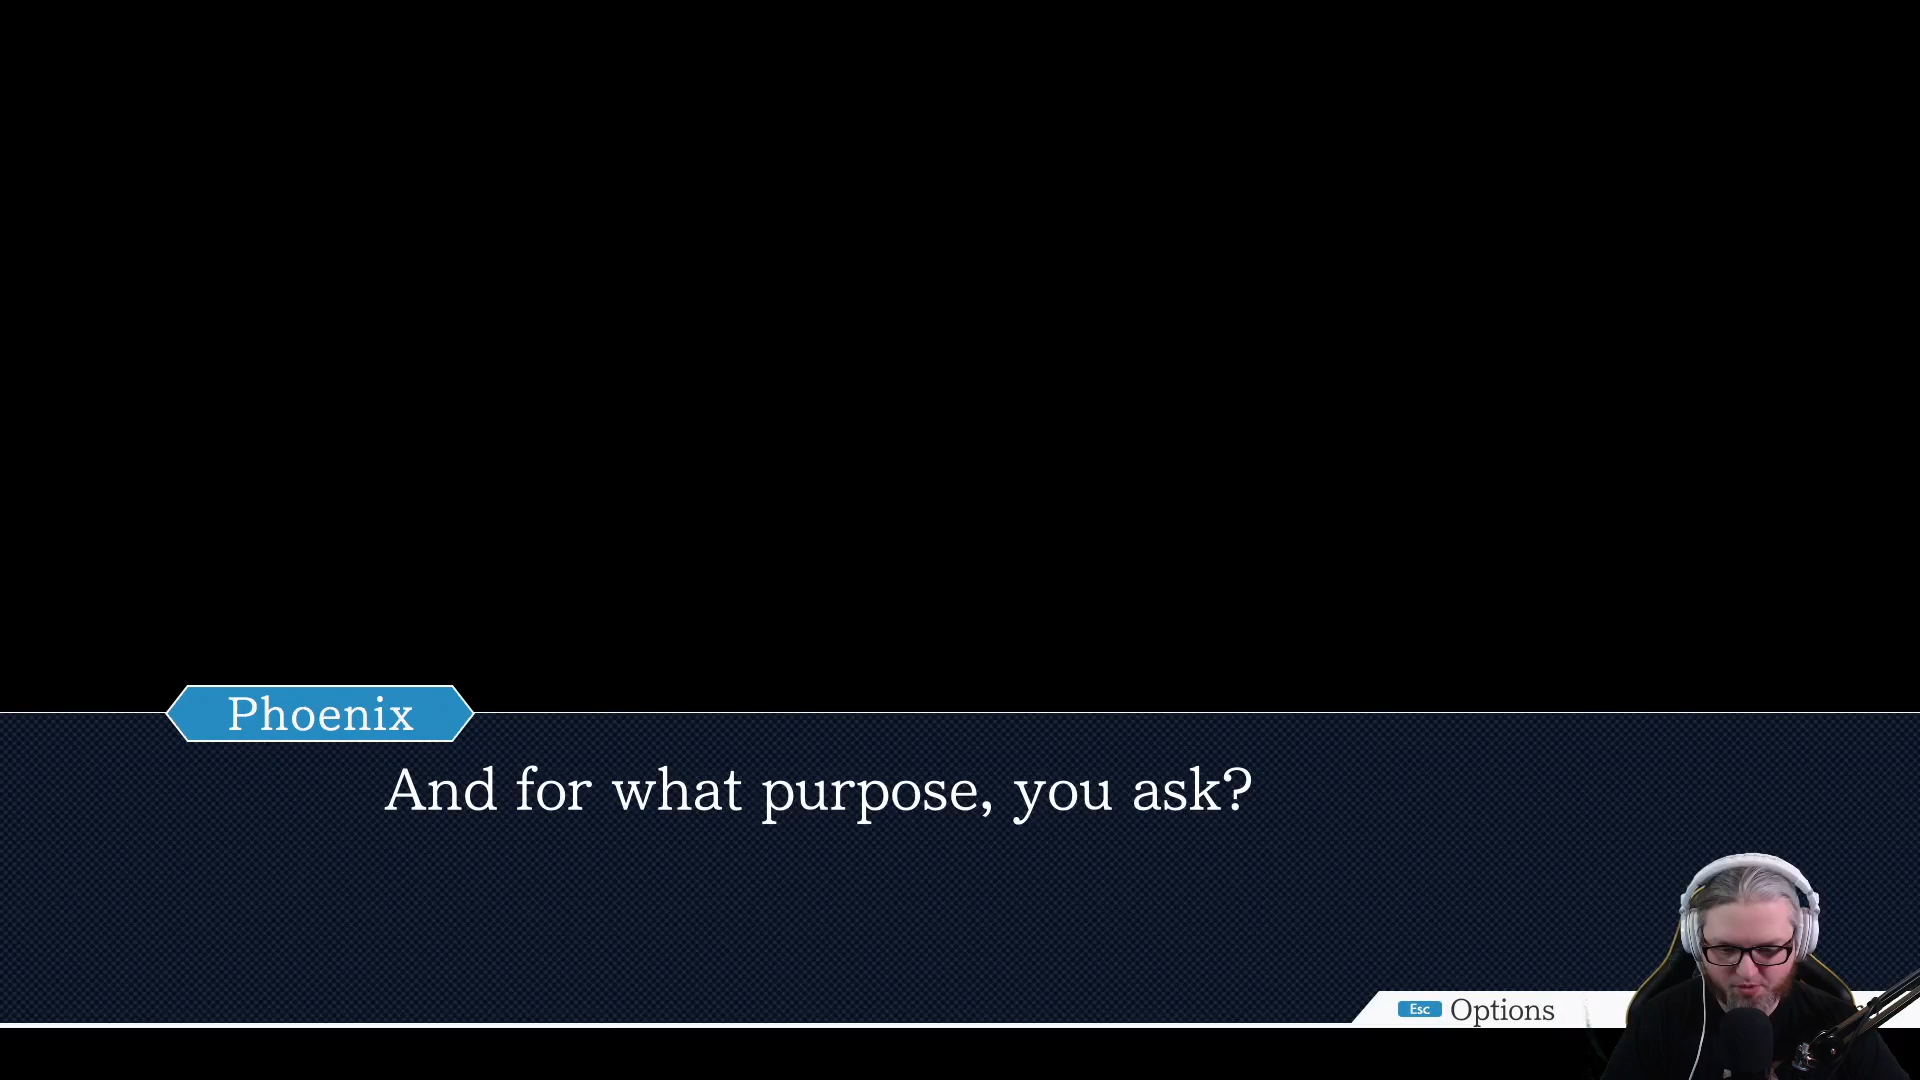 Phoenix
And for what purpose, you ask?
Esc Options